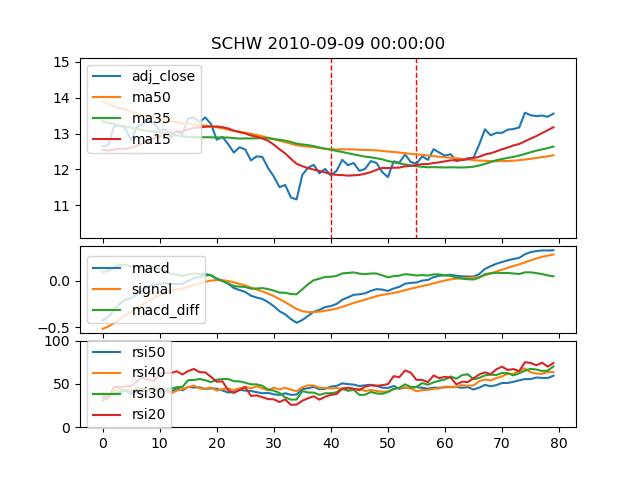 SCHW 2010-09-09 00:00:00
15
14
13
12
11
adj_close
ma50
ma35
ma15
0.0
−0.5
macd
signal
macd_diff
100
50
0
rsi50
rsi40
rsi30
rsi20
0 10 20 30 40 50 60 70 80